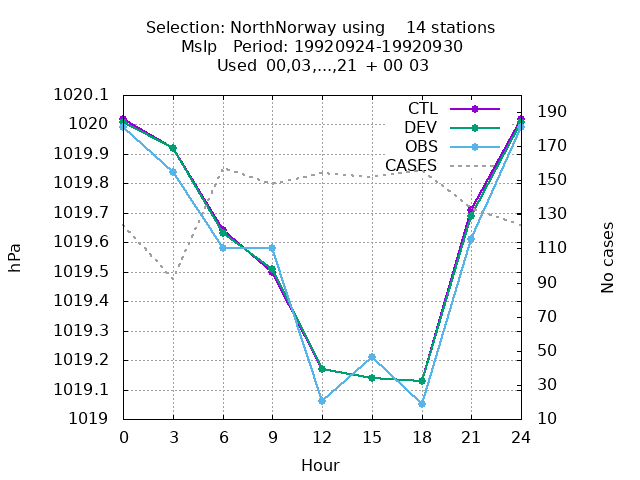 Selection: NorthNorway using 14 stations
Mslp Period: 19920924-19920930
Used 00,03,...,21 + 00 03
CTL
DEV
OBS
CASES
1020.1
1020
1019.9
1019.8
1019.7
1019.6
1019.5
1019.4
1019.3
1019.2
1019.1
1019
190
170
150
130
110
90
70
50
30
10
0 3 6 9 12 15 18 21 24
hPa
No cases
Hour